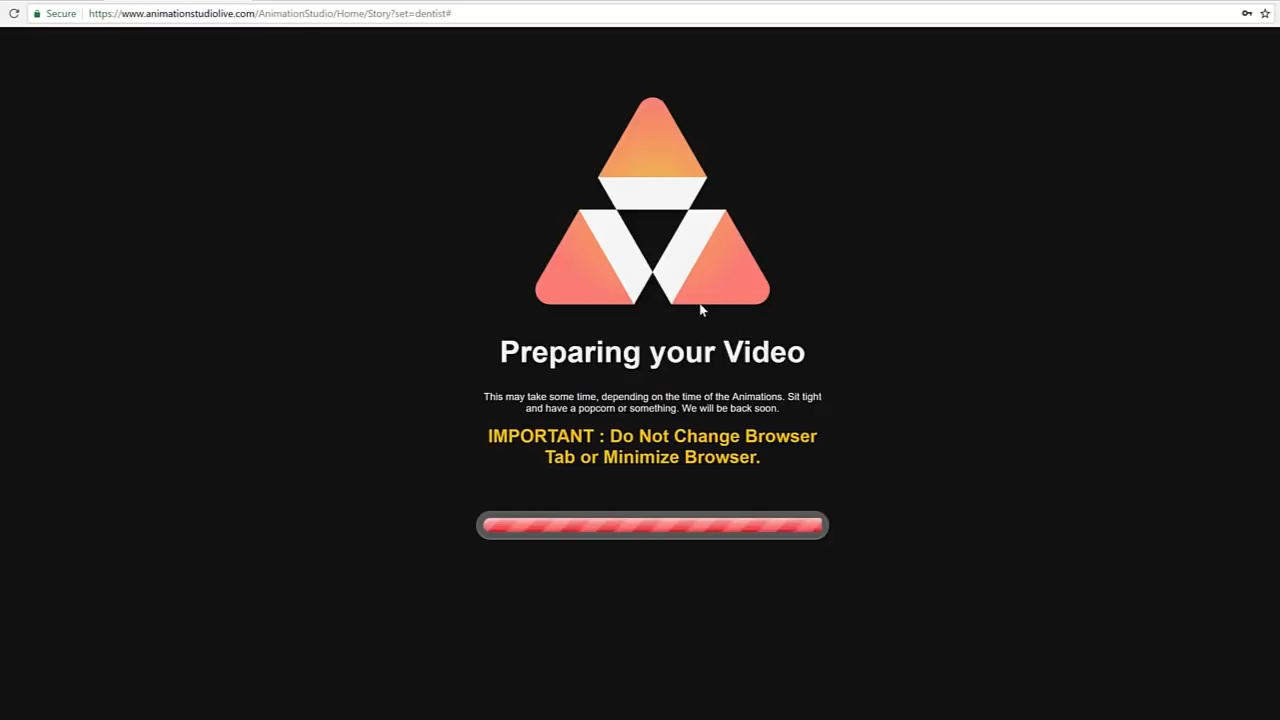 Secure https://www.animationstudiolive.com/AnimationStudio/Home/Story?set=dentist#
Preparing your Video
This may take some time, depending on the time of the Animations. Sit tight
and have a popcorn or something. We will be back soon.
IMPORTANT : Do Not Change Browser
Tab or Minimize Browser.